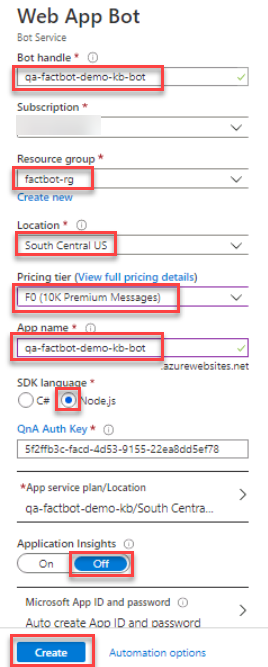 Web App Bot
Bot Service
Bot handle *
qa-factbot-demo-kb-bot
Subscription *
Resource group *
factbot-rg
Create new
Location *
South Central US
Pricing tier (View full pricing details)
F0 (10K Premium Messages)
App name *
qa-factbot-demo-kb-bot
.azurewebsites.net
SDK language *
C# Node.js
QnA Auth Key *
5f2ffb3c-facd-4d53-9155-22ea8dd5ef78
*App service plan/Location
qa-factbot-demo-kb/South Centra...
Application Insights
On Off
Microsoft App ID and password
Auto create App ID and password
Create Automation options